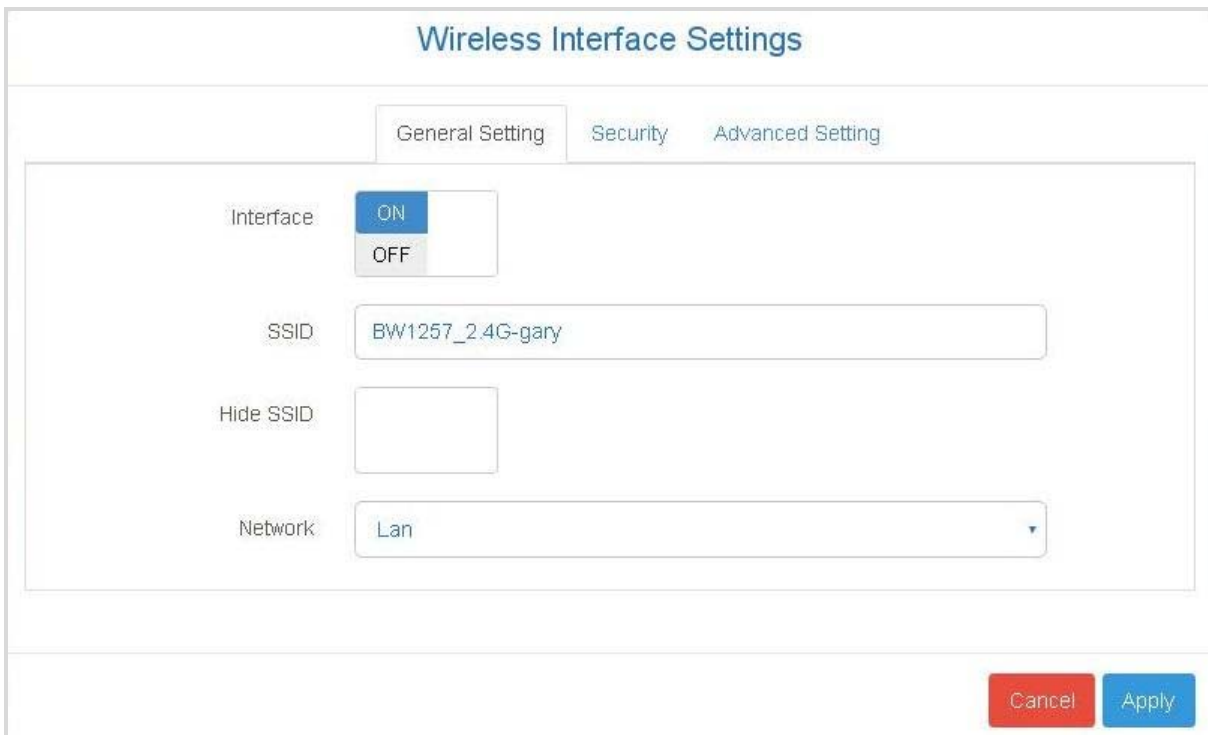 Wireless Interface Settings
General Setting Security Advanced Setting
Interface ON
OFF
SSID BW1257_2.4G-gary
Hide SSID
Network Lan
Cancel Apply